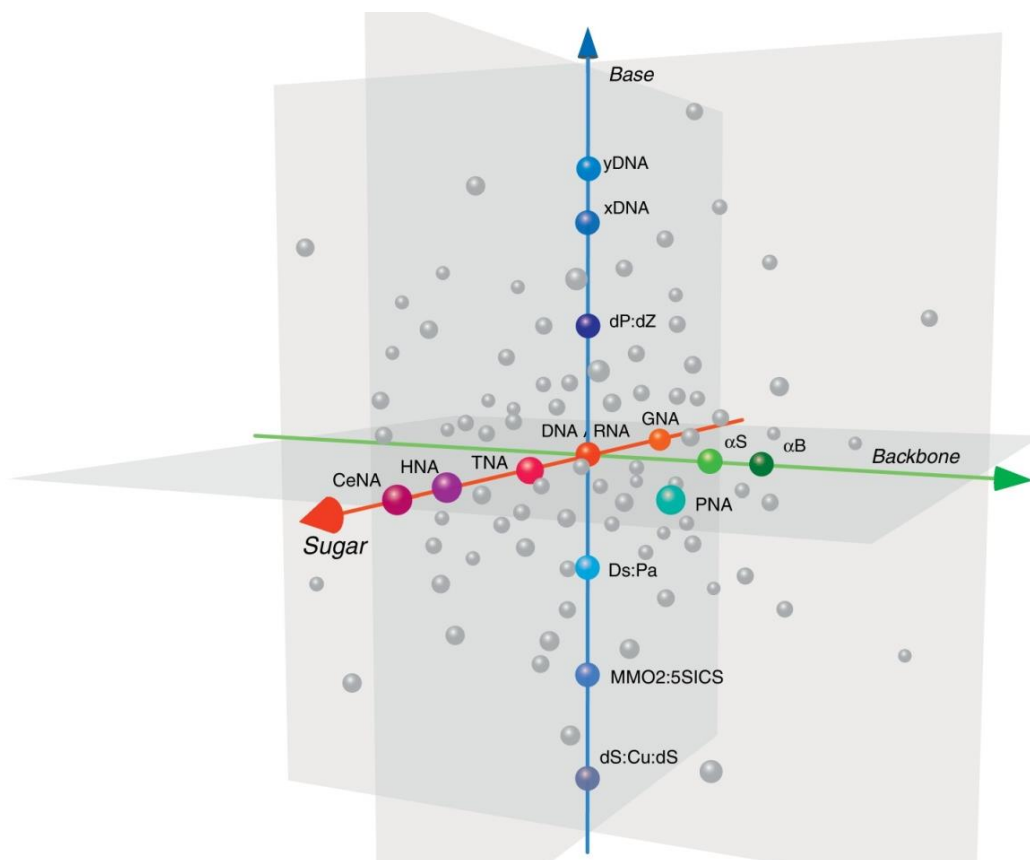 Base
yDNA
xDNA
dP:dZ
GNA
DNA / RNA
αS
αB
TNA
HNA
CeNA
Backbone
PNA
Sugar
Ds:Pa
MMO2:5SICS
dS:Cu:dS